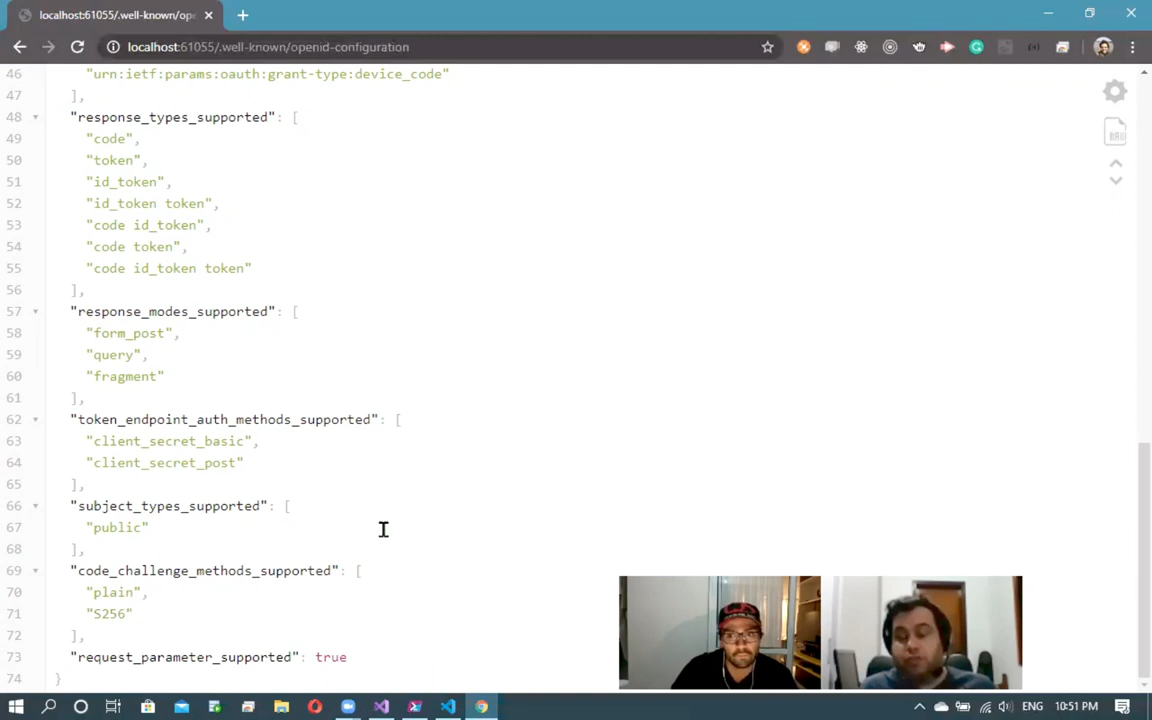 localhost:61055/.well-known/ope
localhost:61055/.well-known/openid-configuration
46 "urn:ietf:params:oauth:grant-type:device_code"
47 ],
48 "response_types_supported": [
49 "code",
50 "token",
51 "id_token",
52 "id_token token",
53 "code id_token",
54 "code token",
55 "code id_token token"
56 ],
57 "response_modes_supported": [
58 "form_post",
59 "query",
60 "fragment"
61 ],
62 "token_endpoint_auth_methods_supported": [
63 "client_secret_basic",
64 "client_secret_post"
65 ],
66 "subject_types_supported": [
67 "public"
68 ],
69 "code_challenge_methods_supported": [
70 "plain",
71 "S256"
72 ],
73 "request_parameter_supported": true
74 }
RAW
ENG 10:51 PM